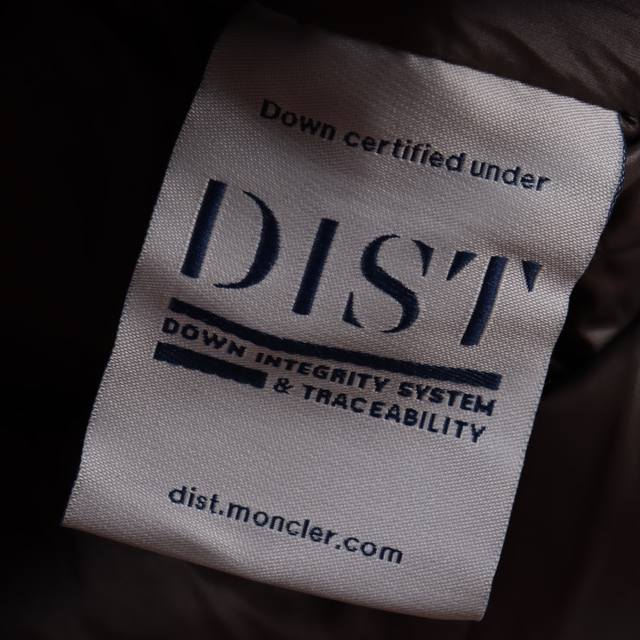 Down certified under
DIST
DOWN INTEGRITY SYSTEM
& TRACEABILITY
dist.moncler.com